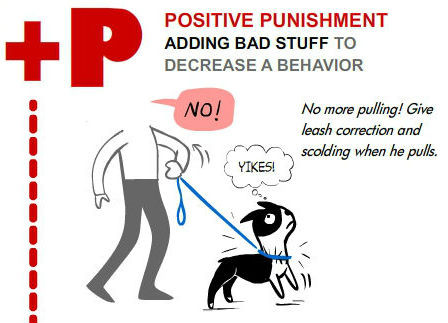 +P
POSITIVE PUNISHMENT
ADDING BAD STUFF TO
DECREASE A BEHAVIOR
NO!
No more pulling! Give
leash correction and
scolding when he pulls.
YIKES!